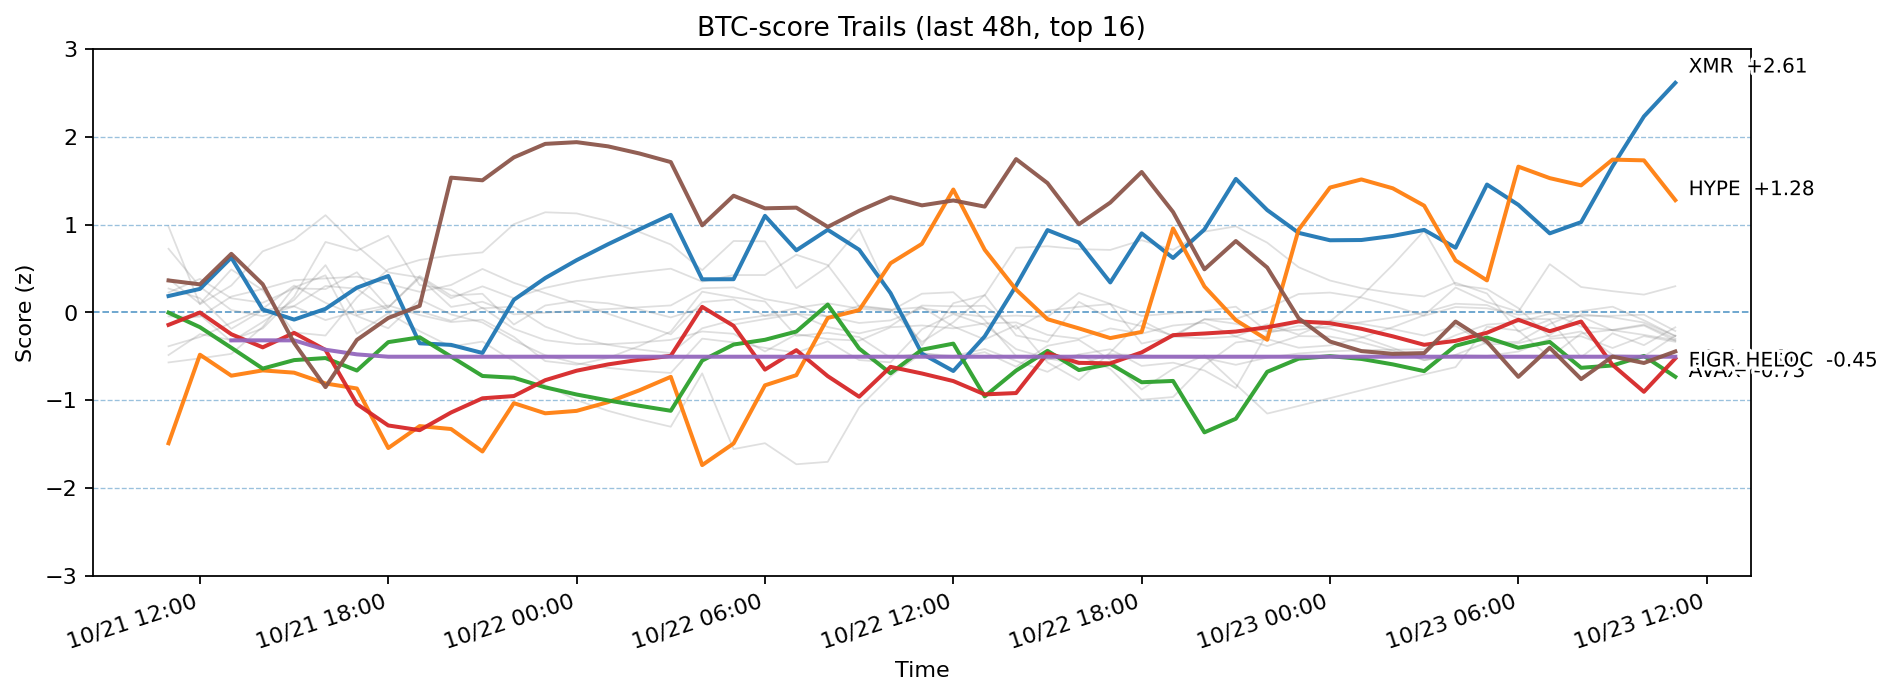 BTC-score Trails (last 48h, top 16)
Score (z)
3
2
1
0
−1
−2
−3
XMR +2.61
HYPE +1.28
FIGR_HELOC -0.45
10/21 12:00
10/21 18:00
10/22 00:00
10/22 06:00
10/22 12:00
10/22 18:00
10/23 00:00
10/23 06:00
10/23 12:00
Time